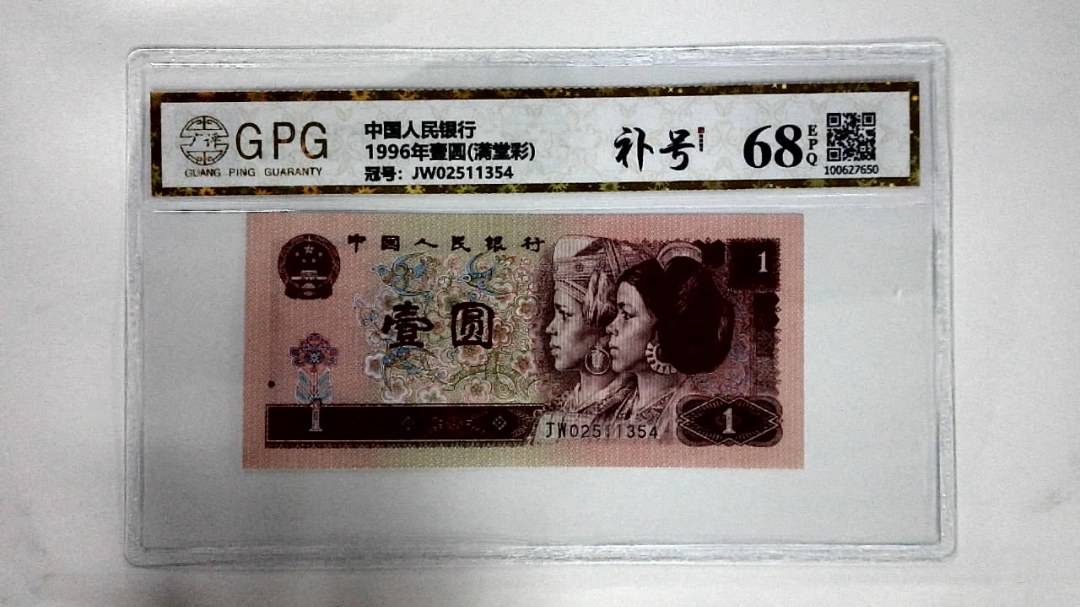 GPG
GUANG PING GUARANTY
中国人民银行
1996年壹圆(满堂彩)
冠号：JW02511354
补号
68
EPQ
100627650
中国人民银行
1
壹圆
1
JW02511354
1